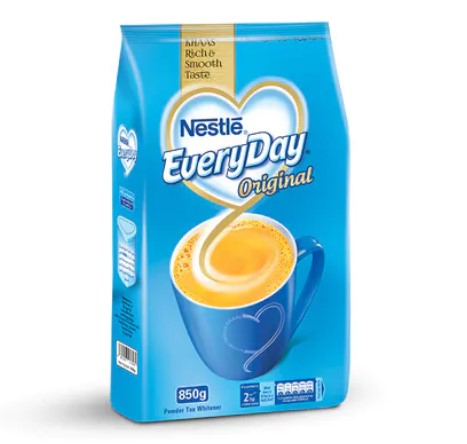 KHAAS
Rich &
Smooth
Taste
Nestlé
EVERYDAY
Original
850g
Powder Tea Whitener